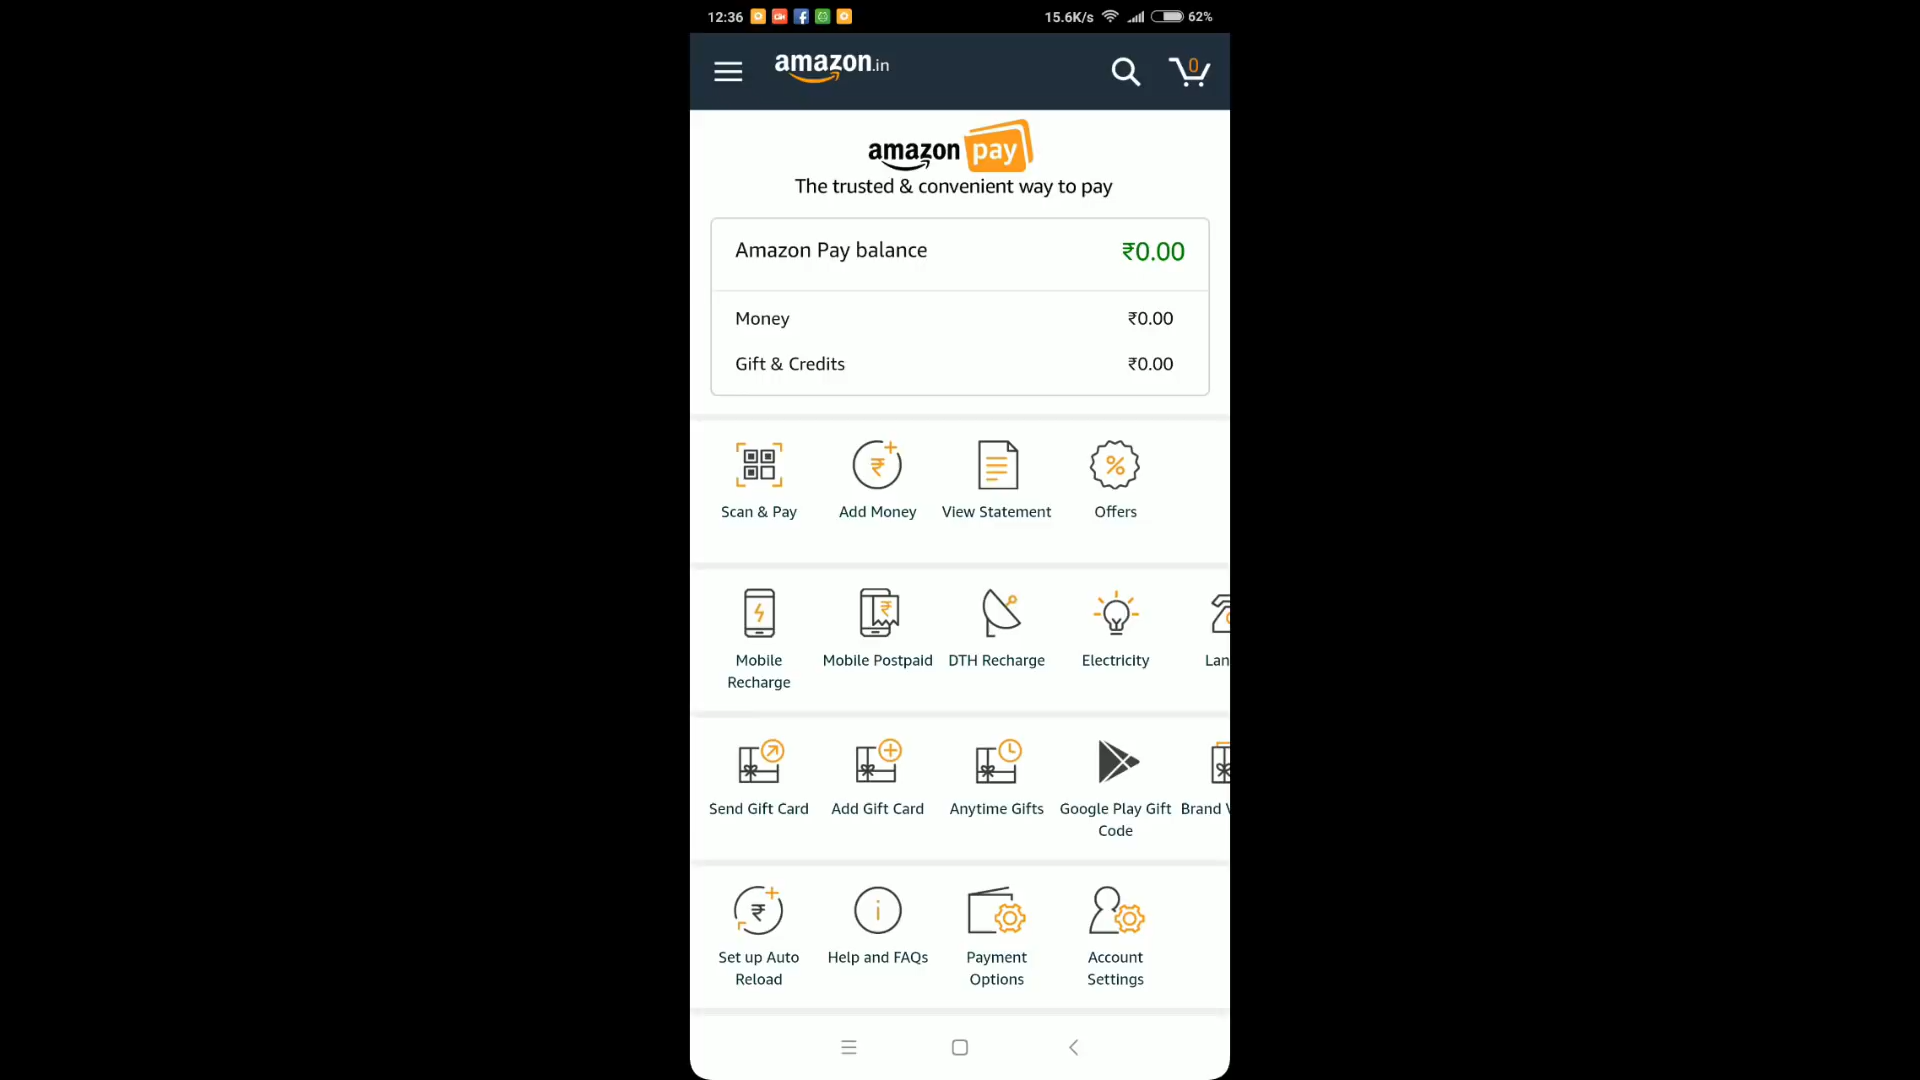 12:36 15.6K/s 62%
amazon.in 0
amazon pay
The trusted & convenient way to pay
Amazon Pay balance ₹0.00
Money ₹0.00
Gift & Credits ₹0.00
Scan & Pay Add Money View Statement Offers
Mobile Mobile Postpaid DTH Recharge Electricity Lan
Recharge
Send Gift Card Add Gift Card Anytime Gifts Google Play Gift Brand
Code
Set up Auto Help and FAQs Payment Account
Reload Options Settings